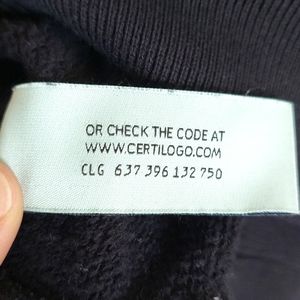 OR CHECK THE CODE AT
WWW.CERTILOGO.COM
CLG 637 396 132 750